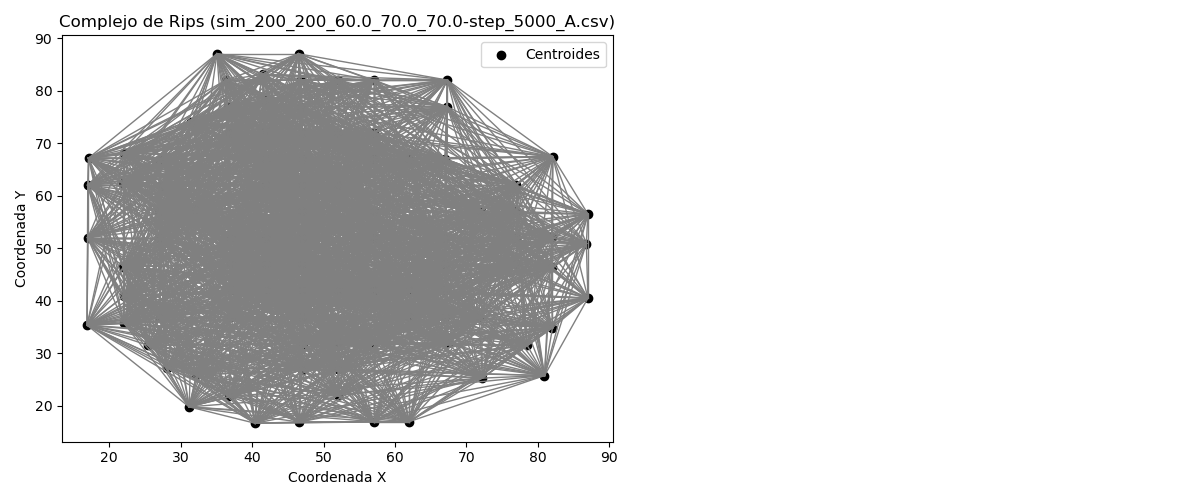 Complejo de Rips (sim_200_200_60.0_70.0_70.0-step_5000_A.csv)
Centroides
90
80
70
60
50
40
30
20
Coordenada Y
20 30 40 50 60 70 80 90
Coordenada X